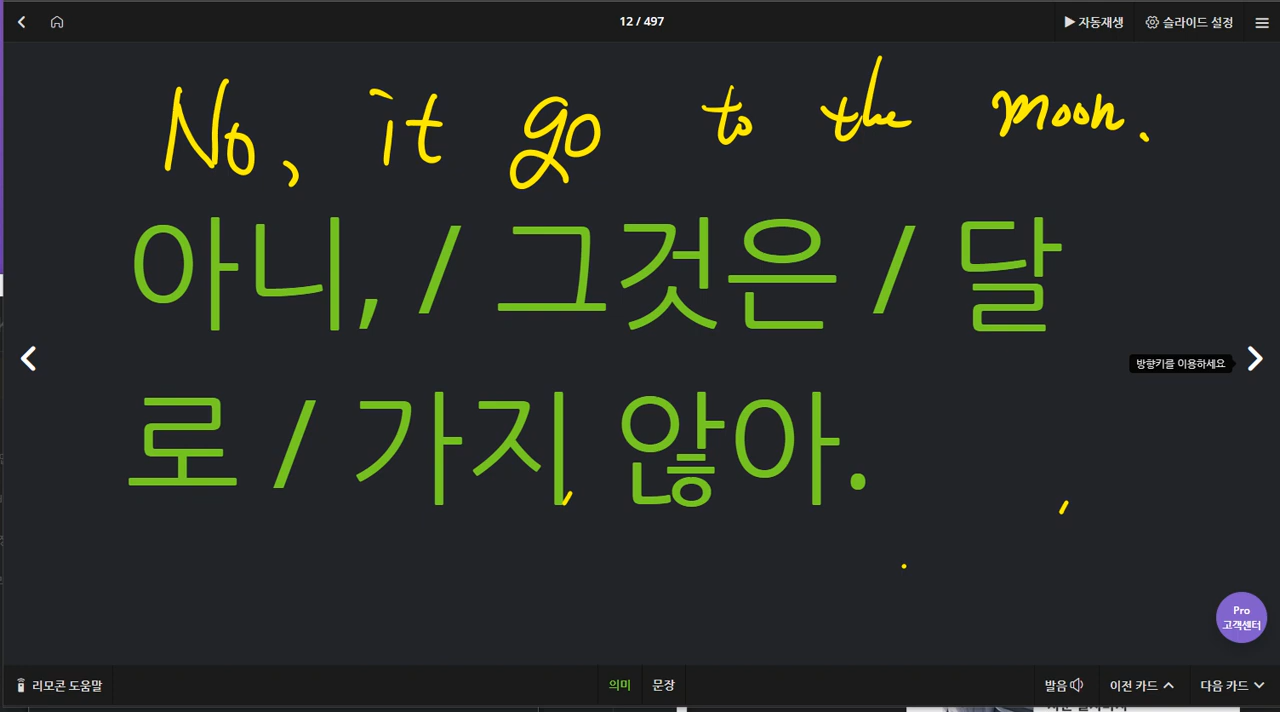 12 / 497
자동재생
슬라이드 설정
No, it go to the moon.
아니, / 그것은 / 달
로 / 가지 않아.
방향키를 이용하세요
Pro
고객센터
리모콘 도움말
의미
문장
발음
이전 카드
다음 카드